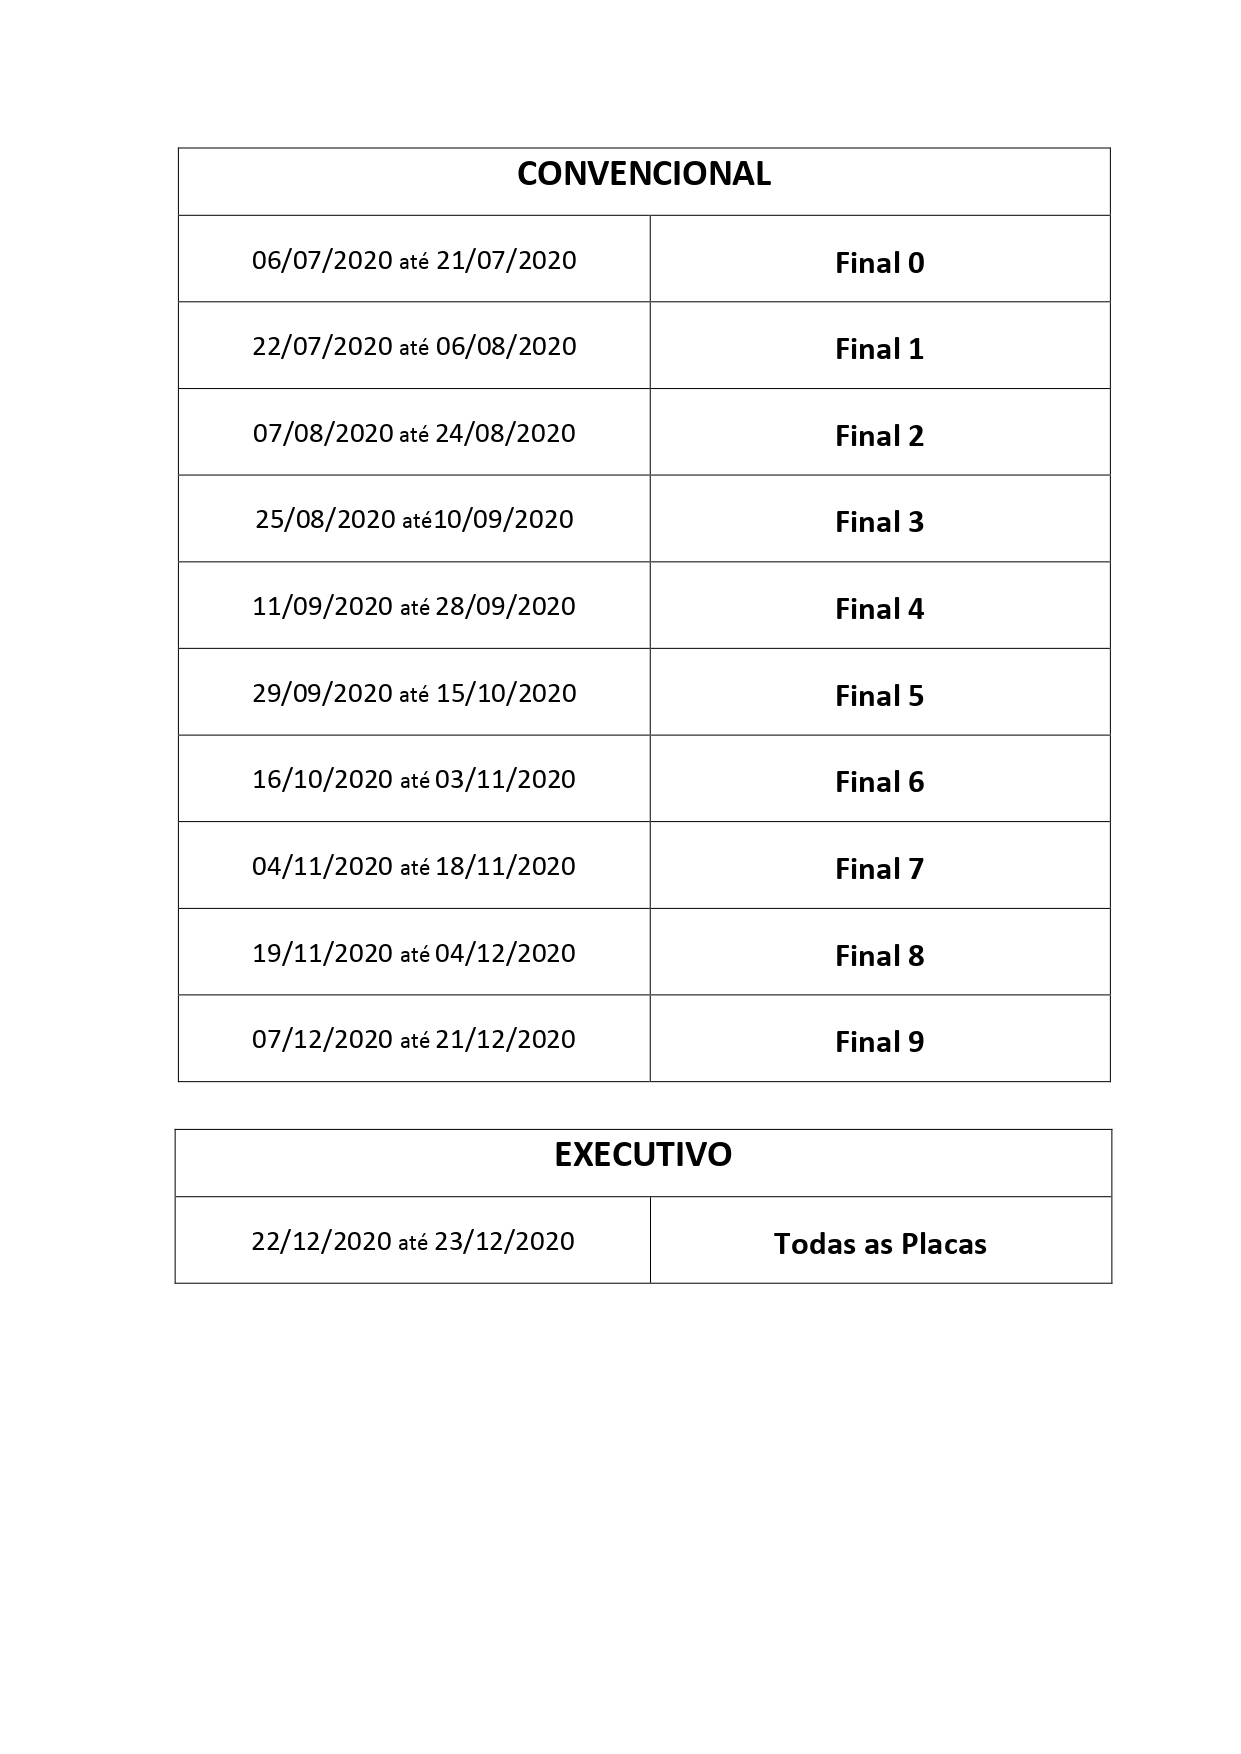 CONVENCIONAL
06/07/2020 até 21/07/2020 Final 0
22/07/2020 até 06/08/2020 Final 1
07/08/2020 até 24/08/2020 Final 2
25/08/2020 até10/09/2020 Final 3
11/09/2020 até 28/09/2020 Final 4
29/09/2020 até 15/10/2020 Final 5
16/10/2020 até 03/11/2020 Final 6
04/11/2020 até 18/11/2020 Final 7
19/11/2020 até 04/12/2020 Final 8
07/12/2020 até 21/12/2020 Final 9
EXECUTIVO
22/12/2020 até 23/12/2020 Todas as Placas